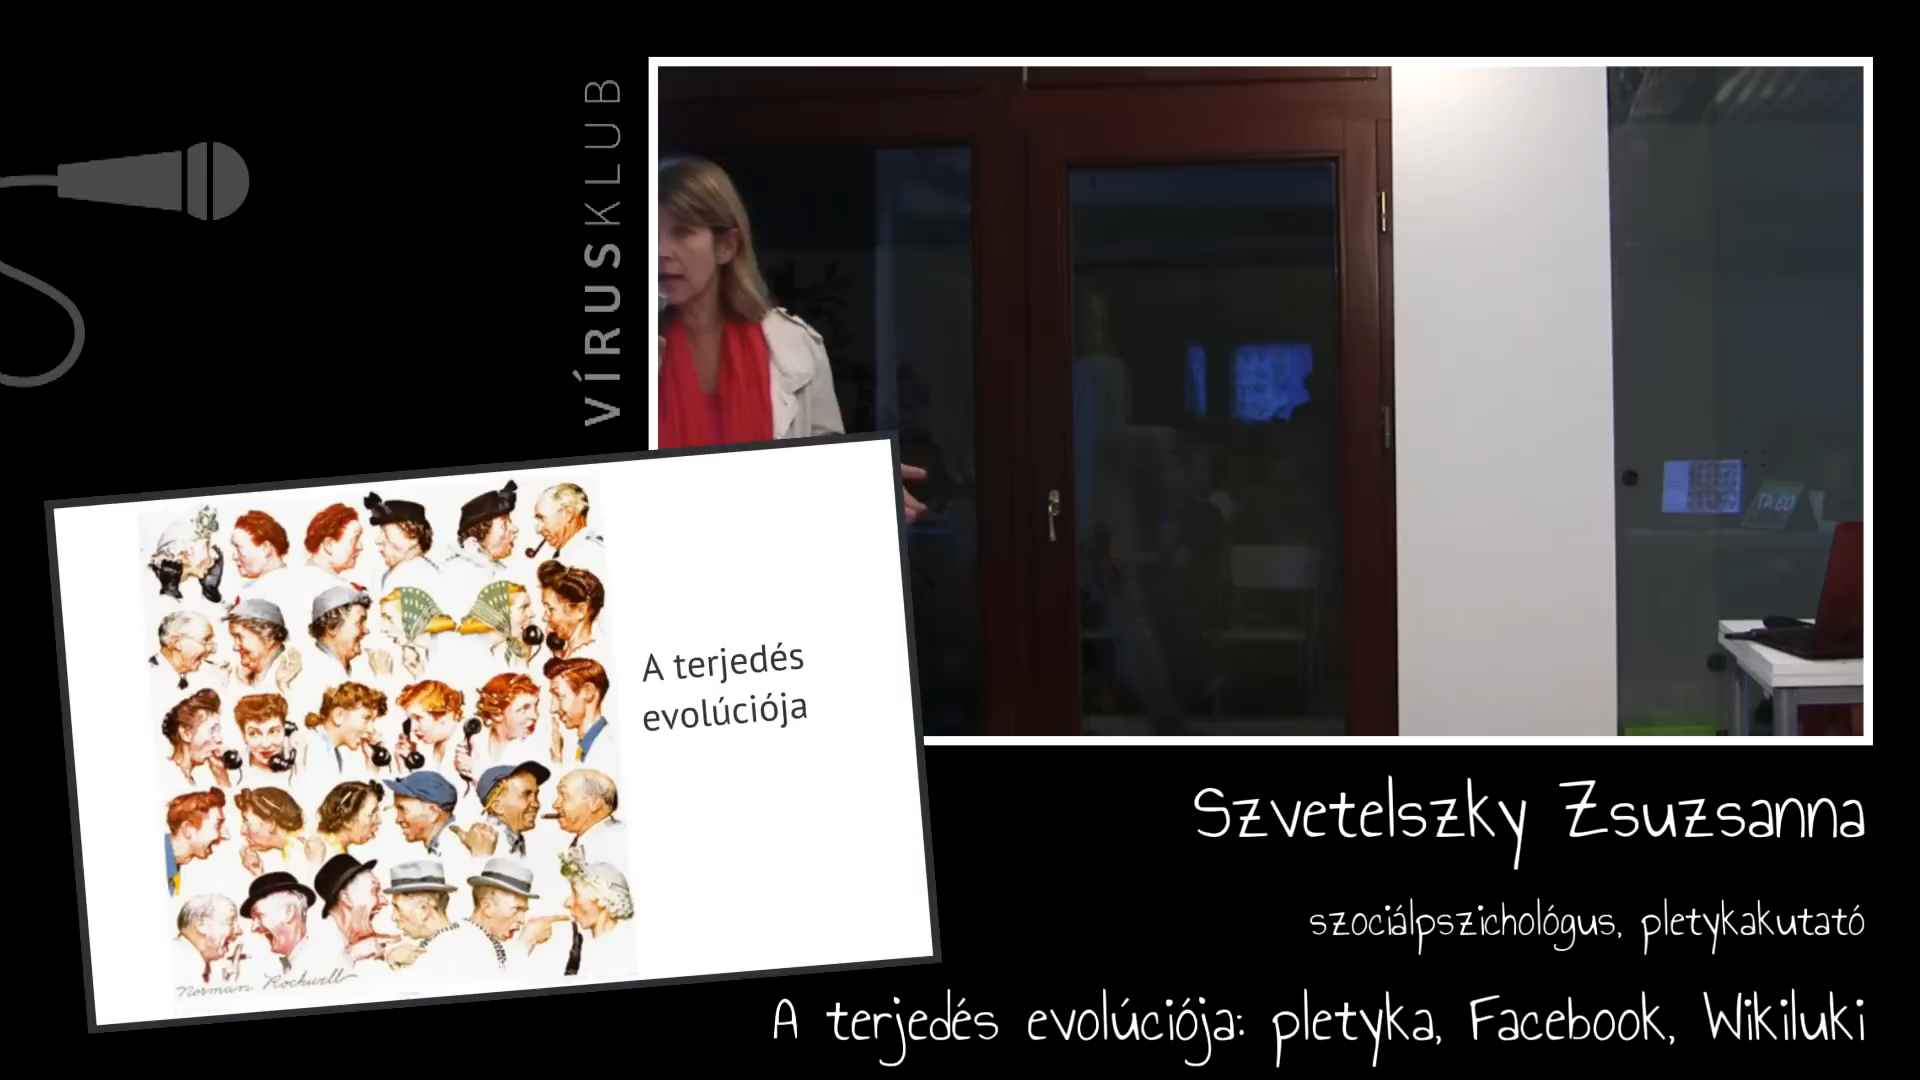 VÍRUSKLUB
A terjedés
evolúciója
Norman Rockwell
Szvetelszky Zsuzsanna
szociálpszichológus, pletykakutató
A terjedés evolúciója: pletyka, Facebook, Wikiluki